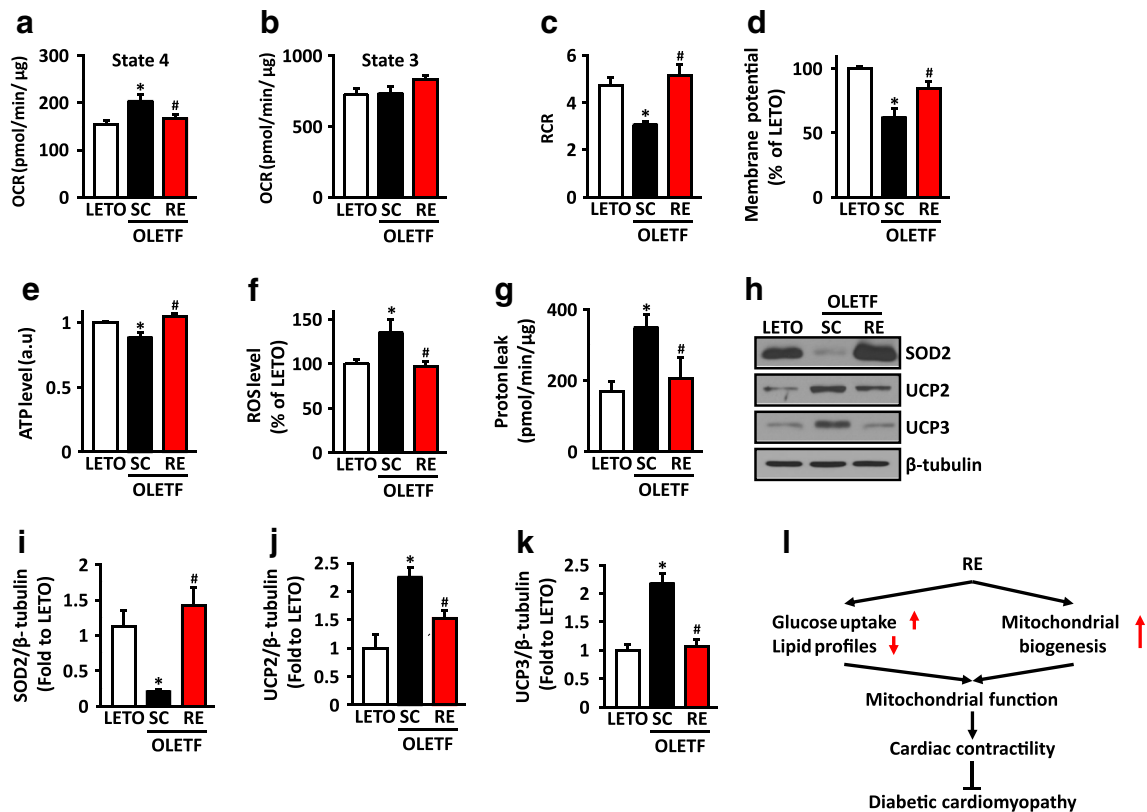 a
OCR (pmol/min/ µg)
300
200
100
0
State 4
*
#
LETO SC RE
OLETF
b
OCR (pmol/min/ µg)
1000
750
500
250
0
State 3
LETO SC RE
OLETF
c
RCR
6
4
2
0
*
#
LETO SC RE
OLETF
d
Membrane potential
(% of LETO)
100
50
0
*
#
LETO SC RE
OLETF
e
ATP level (a.u)
1
0.5
0
*
#
LETO SC RE
OLETF
f
ROS level
(% of LETO)
150
100
50
0
*
#
LETO SC RE
OLETF
g
Proton leak
(pmol/min/µg)
400
200
0
*
#
LETO SC RE
OLETF
h
OLETF
LETO SC RE
SOD2
UCP2
UCP3
β-tubulin
i
SOD2/β- tubulin
(Fold to LETO)
2
1.5
1
0.5
0
*
#
LETO SC RE
OLETF
j
UCP2/β- tubulin
(Fold to LETO)
2.5
2
1.5
1
0.5
0
*
#
LETO SC RE
OLETF
k
UCP3/β- tubulin
(Fold to LETO)
2.5
2
1.5
1
0.5
0
*
#
LETO SC RE
OLETF
l
RE
Glucose uptake
Lipid profiles
Mitochondrial
biogenesis
Mitochondrial function
Cardiac contractility
Diabetic cardiomyopathy